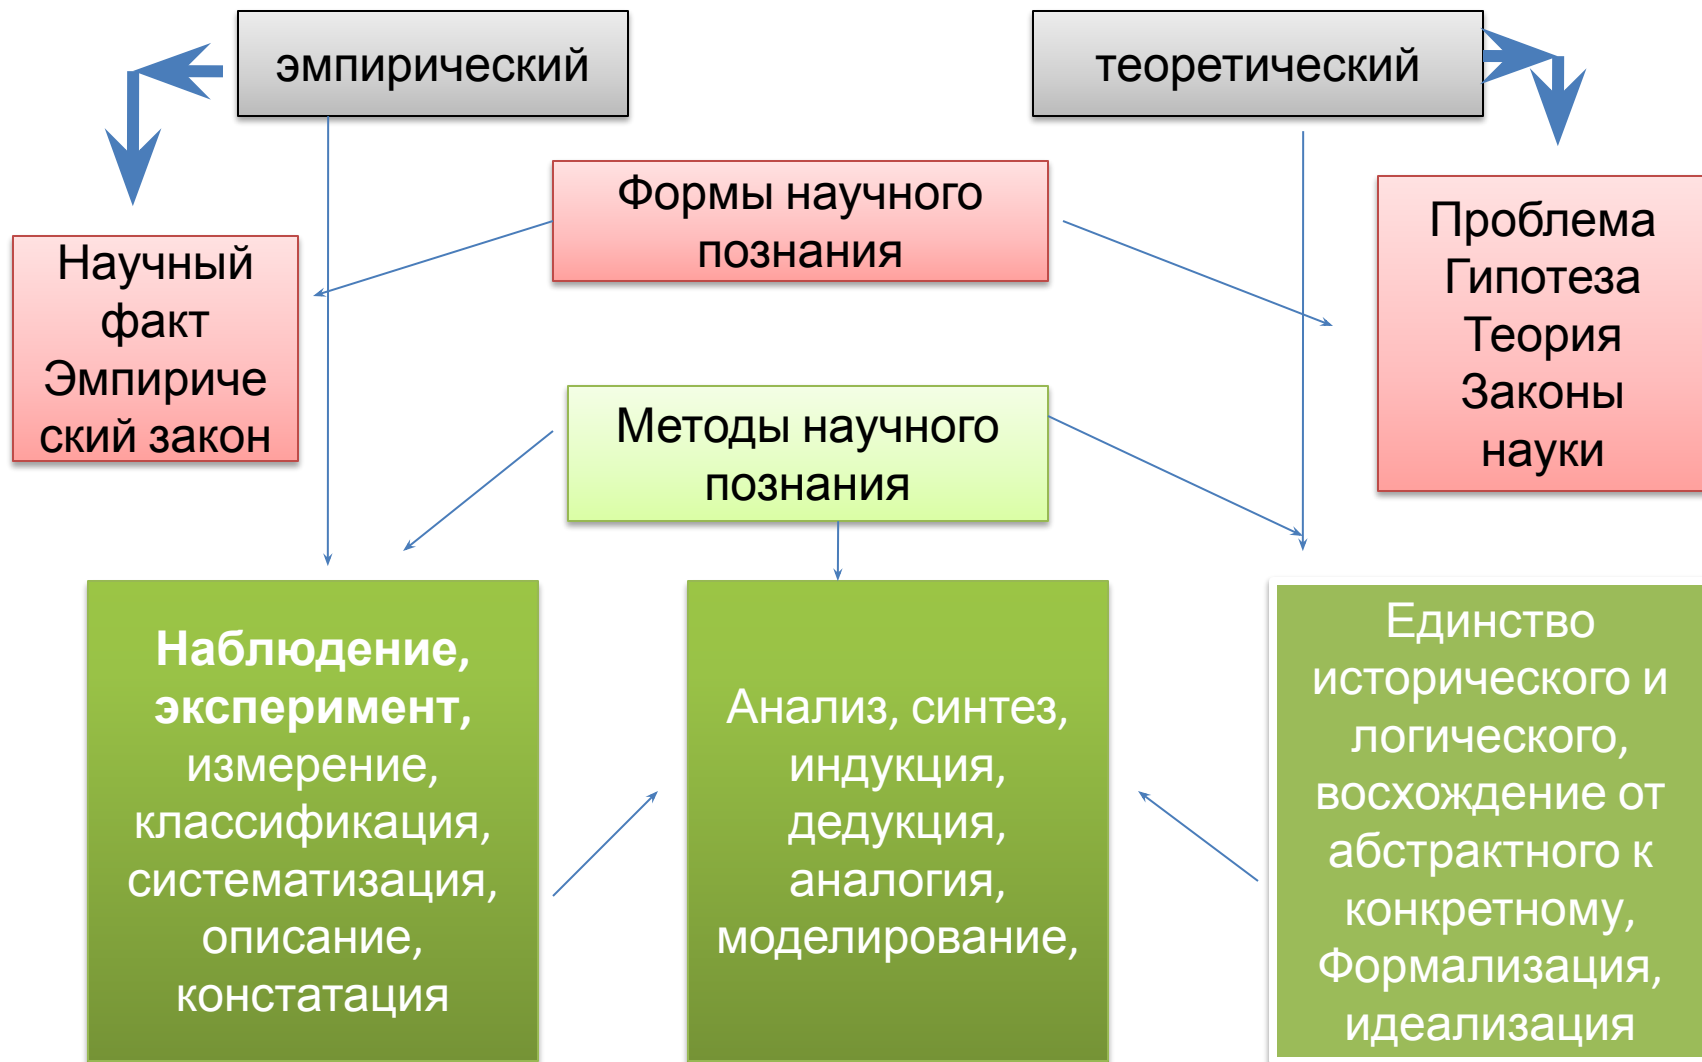 эмпирический
теоретический
Формы научного
познания
Научный
факт
Эмпириче
ский закон
Проблема
Гипотеза
Теория
Законы
науки
Методы научного
познания
Наблюдение,
эксперимент,
измерение,
классификация,
систематизация,
описание,
констатация
Анализ, синтез,
индукция,
дедукция,
аналогия,
моделирование,
Единство
исторического и
логического,
восхождение от
абстрактного к
конкретному,
Формализация,
идеализация